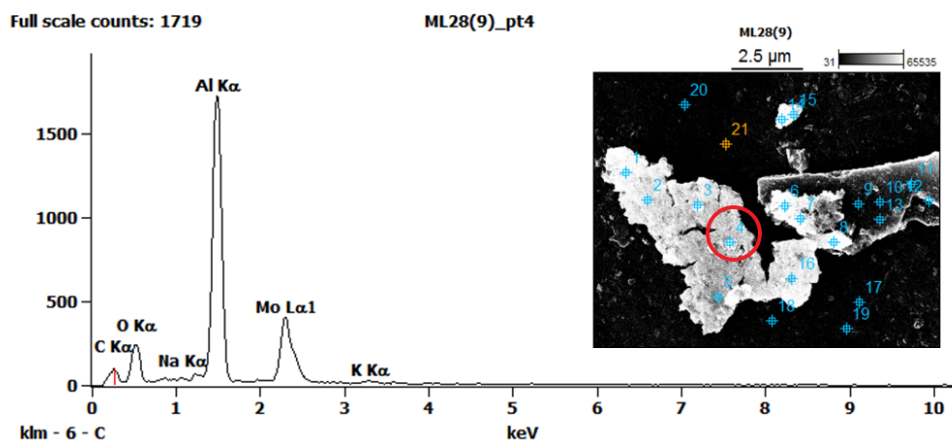 Full scale counts: 1719
ML28(9)_pt4
ML28(9)
2.5 µm
31 65535
1500
1000
500
0
Al Kα
Mo Lα1
O Kα
C Kα
Na Kα
K Kα
0 1 2 3 4 5 6 7 8 9 10
klm - 6 - C
keV
20
21
14 15
1
2
3
4
5
6
7
8
9
10
11
12
13
16
17
18
19